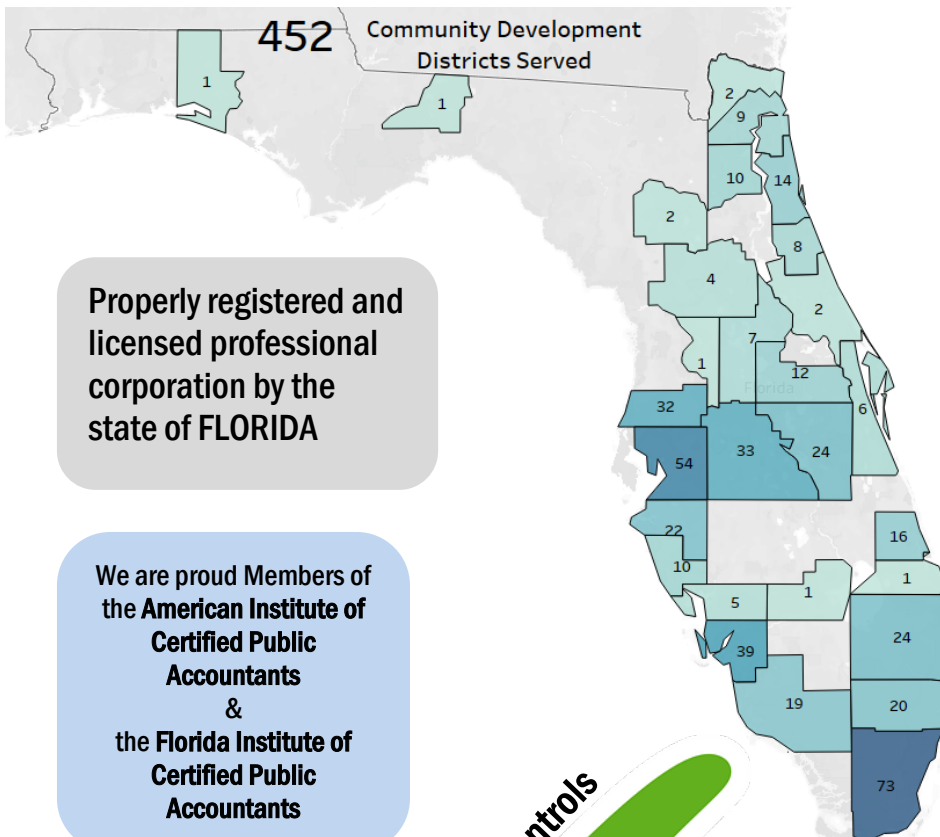 452
Community Development
Districts Served
1
1
2
9
10
14
2
8
4
2
7
1
12
Florida
32
6
33
24
54
22
16
10
1
1
5
24
39
19
20
73
Properly registered and
licensed professional
corporation by the
state of FLORIDA
We are proud Members of
the American Institute of
Certified Public
Accountants
&
the Florida Institute of
Certified Public
Accountants
ntrols